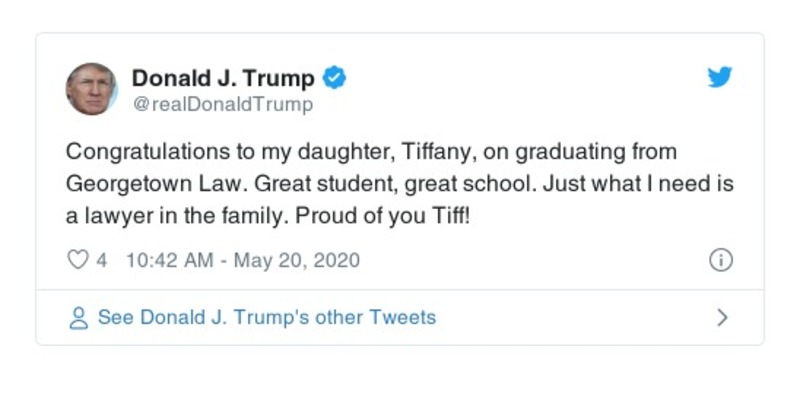 Donald J. Trump
@realDonaldTrump
Congratulations to my daughter, Tiffany, on graduating from
Georgetown Law. Great student, great school. Just what I need is
a lawyer in the family. Proud of you Tiff!
4 10:42 AM - May 20, 2020
See Donald J. Trump's other Tweets